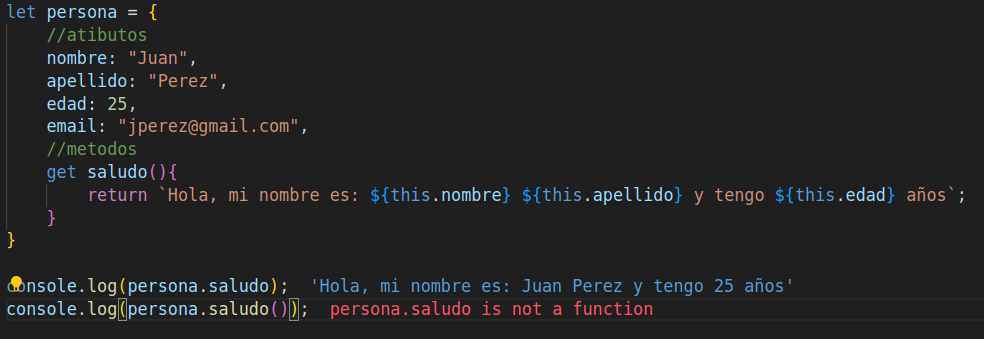 let persona = {
    //atibutos
    nombre: "Juan",
    apellido: "Perez",
    edad: 25,
    email: "jperez@gmail.com",
    //metodos
    get saludo(){
        return `Hola, mi nombre es: ${this.nombre} ${this.apellido} y tengo ${this.edad} años`;
    }
}
console.log(persona.saludo);  'Hola, mi nombre es: Juan Perez y tengo 25 años'
console.log(persona.saludo());  persona.saludo is not a function